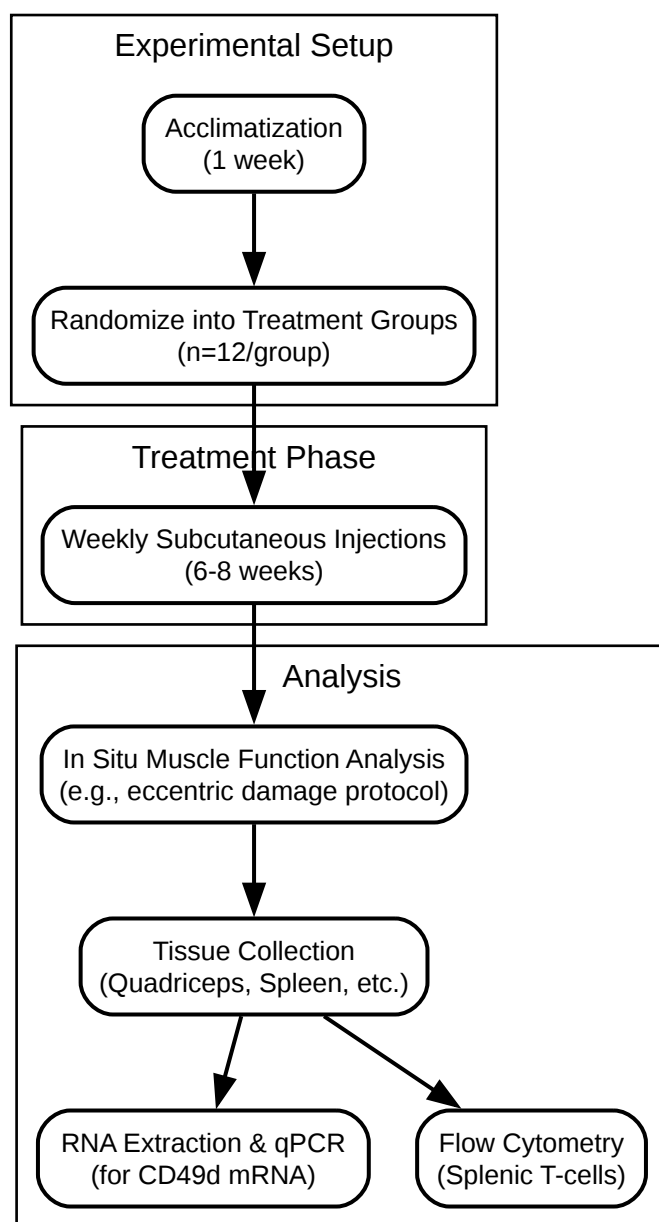 Experimental Setup
Acclimatization
(1 week)
Randomize into Treatment Groups
(n=12/group)
Treatment Phase
Weekly Subcutaneous Injections
(6-8 weeks)
Analysis
In Situ Muscle Function Analysis
(e.g., eccentric damage protocol)
Tissue Collection
(Quadriceps, Spleen, etc.)
RNA Extraction & qPCR
(for CD49d mRNA)
Flow Cytometry
(Splenic T-cells)